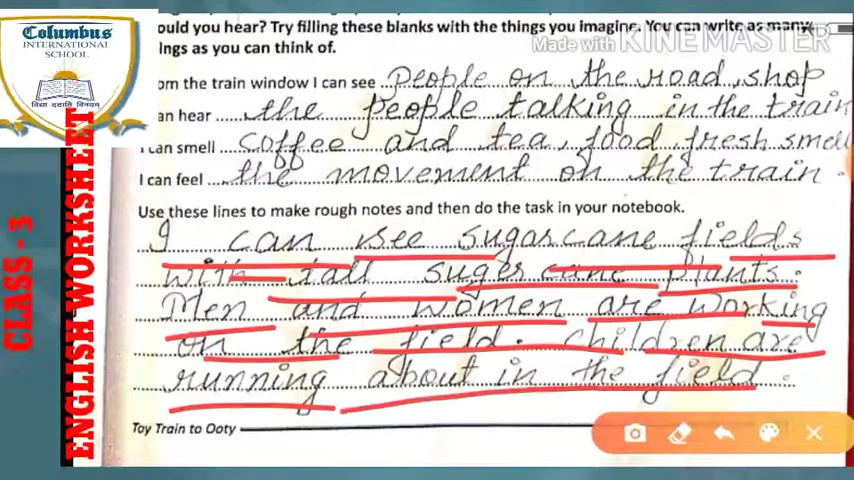 Columbus
INTERNATIONAL
SCHOOL
विद्या ददाति विनयम्
CLASS - 3
ENGLISH WORKSHEET
ould you hear? Try filling these blanks with the things you imagine. You can write as many
ings as you can think of.
Made with KINEMASTER
om the train window I can see people on the road, shop
an hear the people talking in the train
I can smell coffee and tea, food, fresh smell
I can feel the movement on the train.
Use these lines to make rough notes and then do the task in your notebook.
I can see sugarcane fields
with tall suger cane plants.
Men and women are working
on the field. Children are
running about in the field.
Toy Train to Ooty